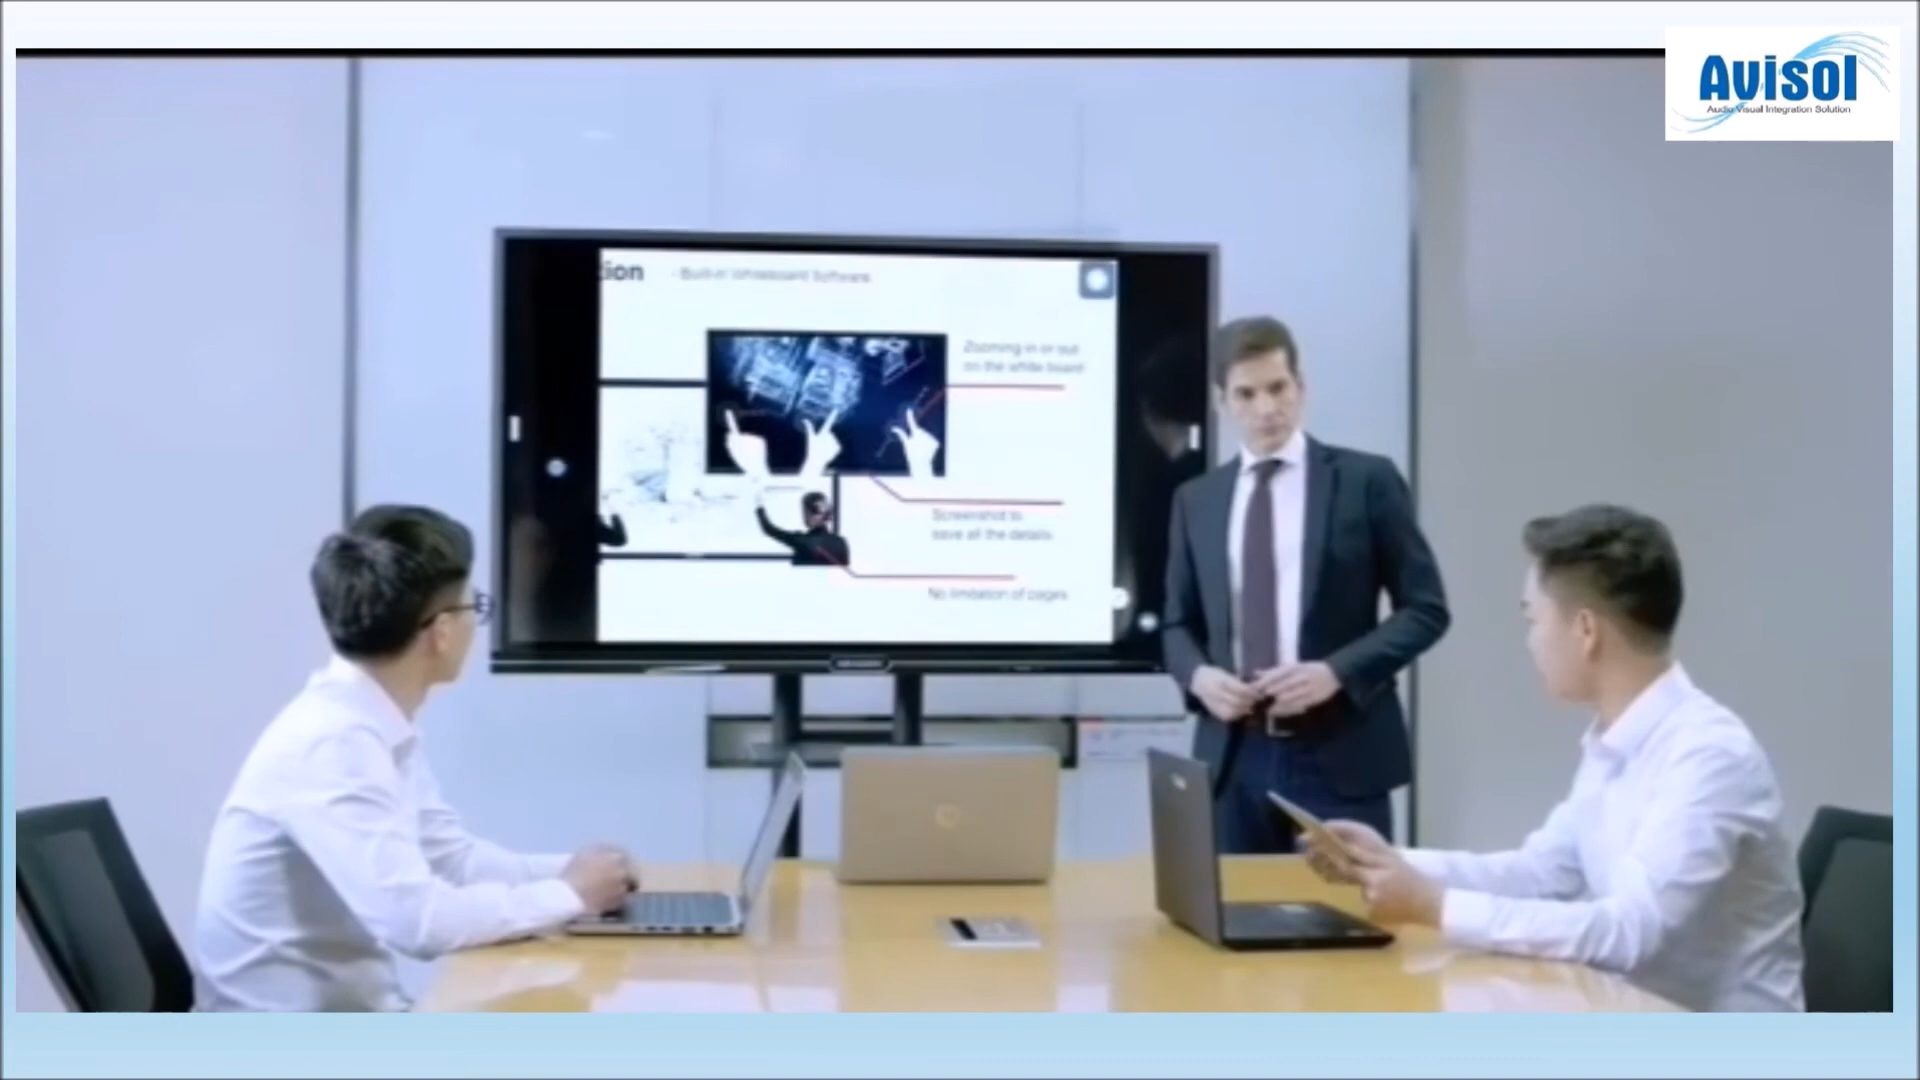 Avisol
Audio Visual Integration Solution
tion - Built-in Whiteboard Software
Zooming in or out
on the white board
Screenshot to
save all the details
No limitation of pages